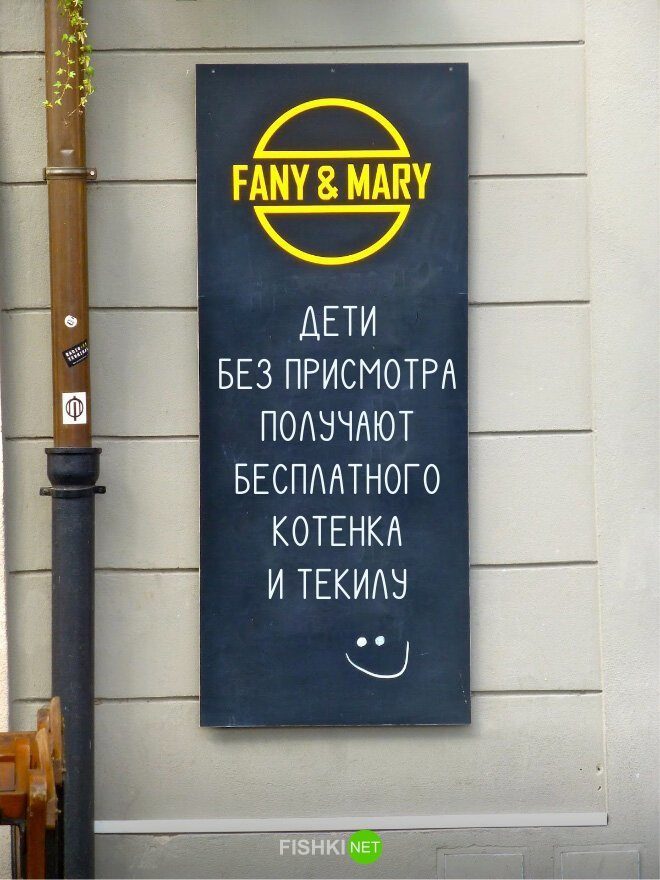 FANY & MARY
ДЕТИ
БЕЗ ПРИСМОТРА
ПОЛУЧАЮТ
БЕСПЛАТНОГО
КОТЕНКА
И ТЕКИЛУ
FISHKI NET